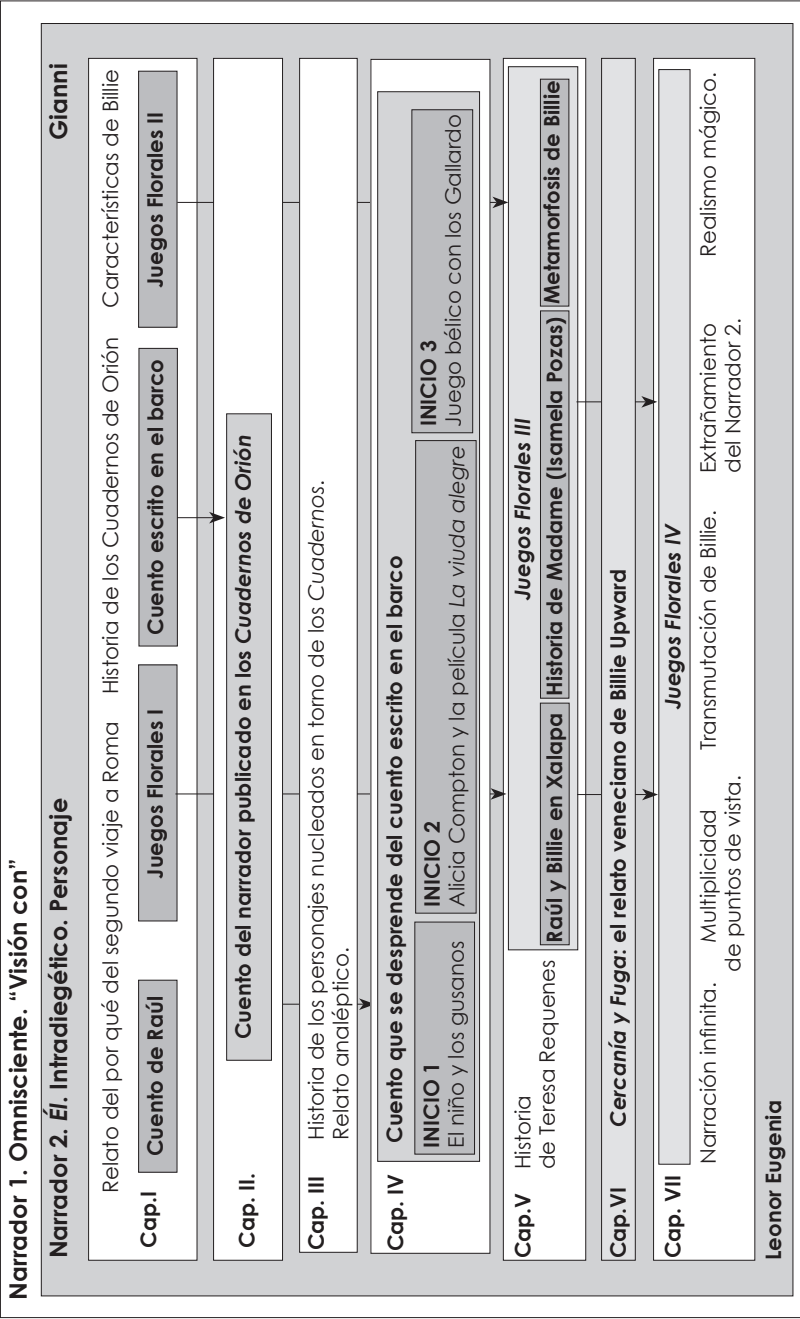 Narrador 1. Omnisciente. “Visión con”
Narrador 2. Él. Intradiegético. Personaje
Gianni
Relato del por qué del segundo viaje a Roma
Historia de los Cuadernos de Orión
Características de Billie
Cap.I
Cuento de Raúl
Juegos Florales I
Cuento escrito en el barco
Juegos Florales II
Cap. II.
Cuento del narrador publicado en los Cuadernos de Orión
Cap. III
Historia de los personajes nucleados en torno de los Cuadernos.
Relato analéptico.
Cap. IV
Cuento que se desprende del cuento escrito en el barco
INICIO 1
El niño y los gusanos
INICIO 2
Alicia Compton y la película La viuda alegre
INICIO 3
Juego bélico con los Gallardo
Cap.V
Historia
de Teresa Requenes
Juegos Florales III
Raúl y Billie en Xalapa
Historia de Madame (Isamela Pozas)
Metamorfosis de Billie
Cap.VI
Cercanía y Fuga: el relato veneciano de Billie Upward
Cap. VII
Juegos Florales IV
Narración infinita.
Multiplicidad
de puntos de vista.
Transmutación de Billie.
Extrañamiento
del Narrador 2.
Realismo mágico.
Leonor Eugenia